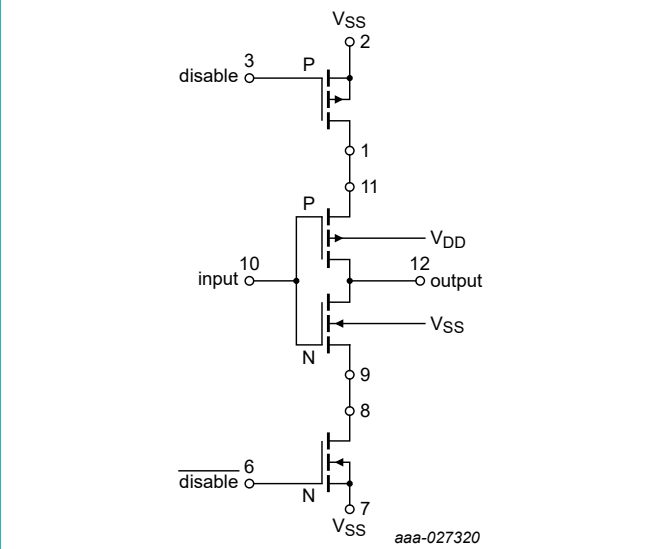 VSS
2
3
P
disable
1
11
P
VDD
10
12
input
output
VSS
N
9
8
6
disable
N
7
VSS
aaa-027320